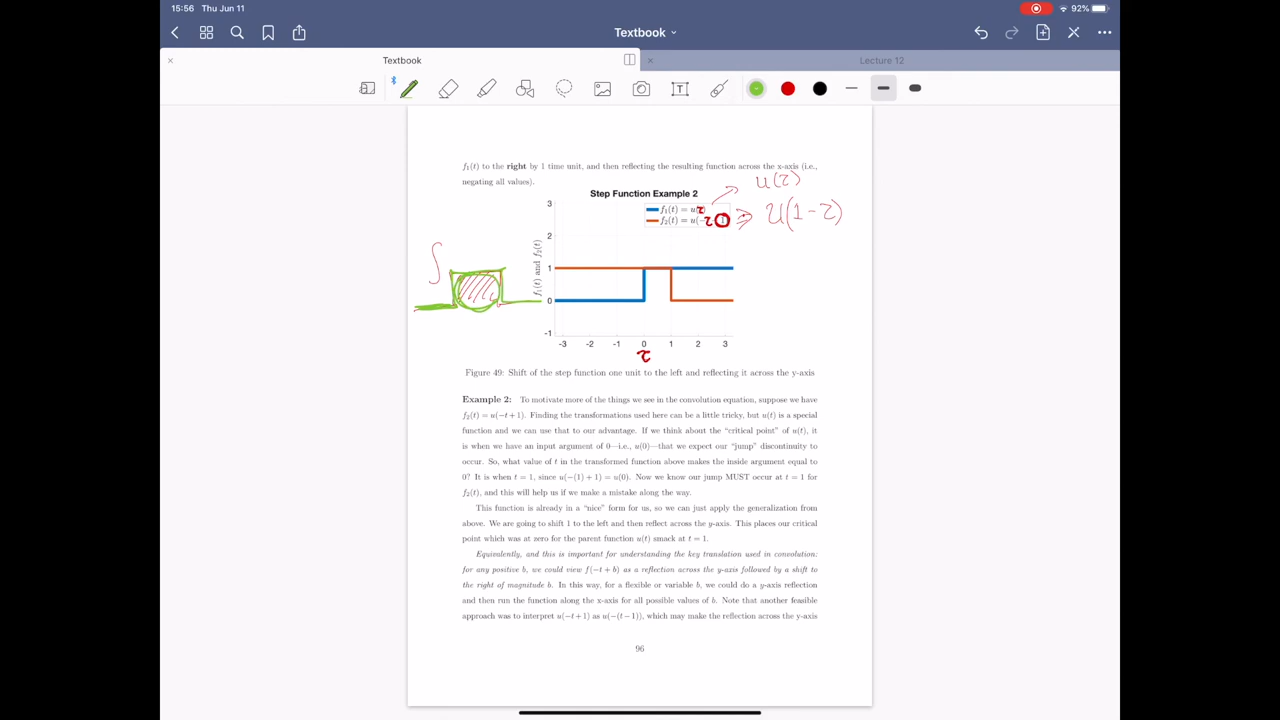 15:56 Thu Jun 11
92%
Textbook
Textbook
Lecture 12
f₁(t) to the right by 1 time unit, and then reflecting the resulting function across the x-axis (i.e.,
negating all values).
u(τ)
Step Function Example 2
3
f₁(t) = u(τ
f₂(t) = u(−τ
⇒ u(1−τ)
2
1
0
-1
f₁(t) and f₂(t)
∫
-3 -2 -1 0 1 2 3
τ
Figure 49: Shift of the step function one unit to the left and reflecting it across the y-axis
Example 2: To motivate more of the things we see in the convolution equation, suppose we have
f₂(t) = u(−t+1). Finding the transformations used here can be a little tricky, but u(t) is a special
function and we can use that to our advantage. If we think about the “critical point” of u(t), it
is when we have an input argument of 0—i.e., u(0)—that we expect our “jump” discontinuity to
occur. So, what value of t in the transformed function above makes the inside argument equal to
0? It is when t = 1, since u(−(1) + 1) = u(0). Now we know our jump MUST occur at t = 1 for
f₂(t), and this will help us if we make a mistake along the way.
This function is already in a “nice” form for us, so we can just apply the generalization from
above. We are going to shift 1 to the left and then reflect across the y-axis. This places our critical
point which was at zero for the parent function u(t) smack at t = 1.
Equivalently, and this is important for understanding the key translation used in convolution:
for any positive b, we could view f(−t + b) as a reflection across the y-axis followed by a shift to
the right of magnitude b. In this way, for a flexible or variable b, we could do a y-axis reflection
and then run the function along the x-axis for all possible values of b. Note that another feasible
approach was to interpret u(−t+1) as u(−(t−1)), which may make the reflection across the y-axis
96